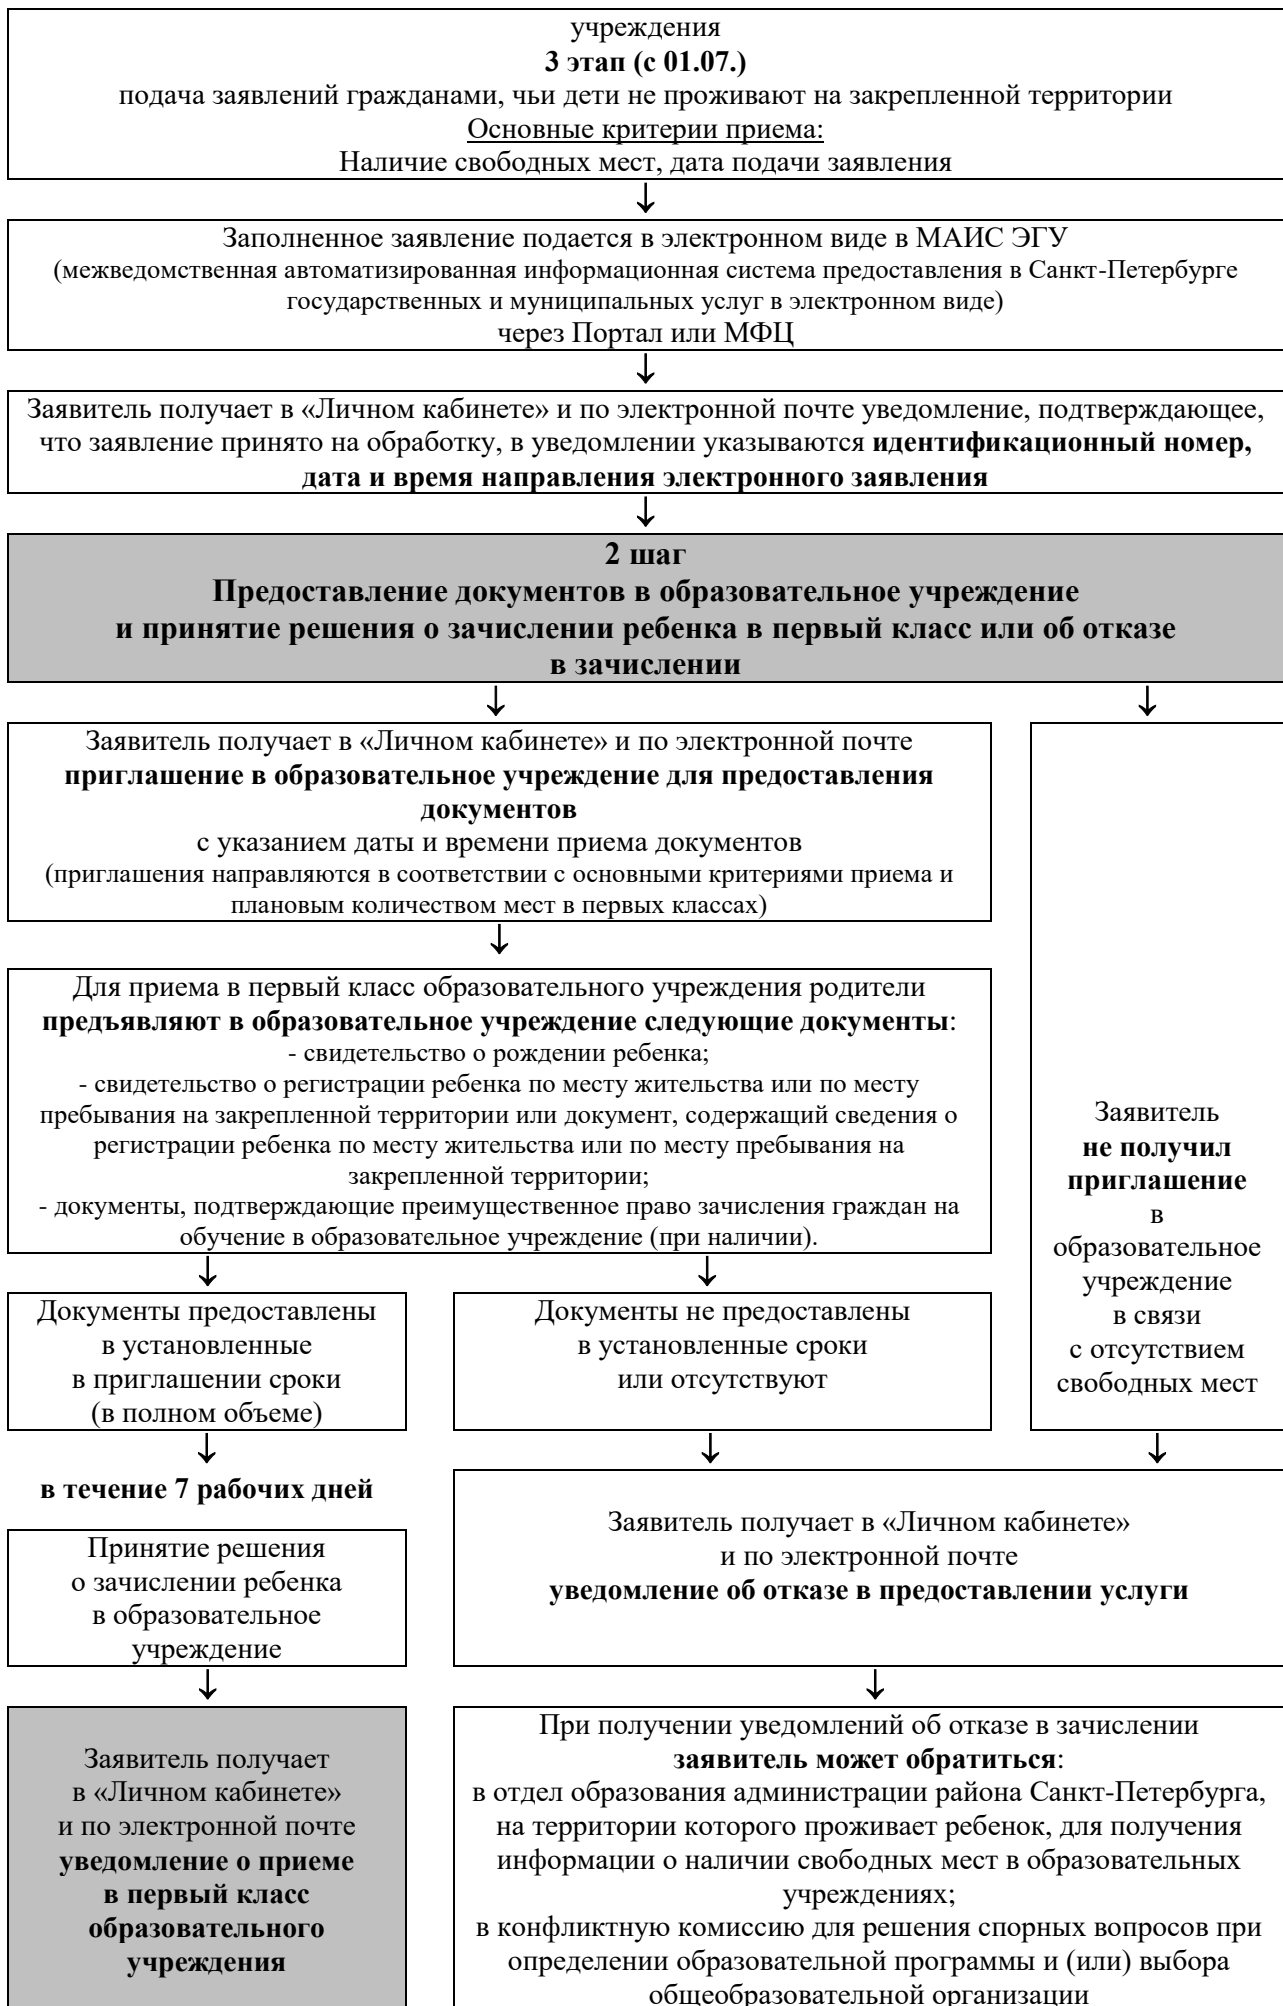 учреждения
3 этап (с 01.07.)
подача заявлений гражданами, чьи дети не проживают на закрепленной территории
Основные критерии приема:
Наличие свободных мест, дата подачи заявления
Заполненное заявление подается в электронном виде в МАИС ЭГУ
(межведомственная автоматизированная информационная система предоставления в Санкт-Петербурге
государственных и муниципальных услуг в электронном виде)
через Портал или МФЦ
Заявитель получает в «Личном кабинете» и по электронной почте уведомление, подтверждающее,
что заявление принято на обработку, в уведомлении указываются идентификационный номер,
дата и время направления электронного заявления
2 шаг
Предоставление документов в образовательное учреждение
и принятие решения о зачислении ребенка в первый класс или об отказе
в зачислении
Заявитель получает в «Личном кабинете» и по электронной почте
приглашение в образовательное учреждение для предоставления
документов
с указанием даты и времени приема документов
(приглашения направляются в соответствии с основными критериями приема и
плановым количеством мест в первых классах)
Для приема в первый класс образовательного учреждения родители
предъявляют в образовательное учреждение следующие документы:
- свидетельство о рождении ребенка;
- свидетельство о регистрации ребенка по месту жительства или по месту
пребывания на закрепленной территории или документ, содержащий сведения о
регистрации ребенка по месту жительства или по месту пребывания на
закрепленной территории;
- документы, подтверждающие преимущественное право зачисления граждан на
обучение в образовательное учреждение (при наличии).
Заявитель
не получил
приглашение
в
образовательное
учреждение
в связи
с отсутствием
свободных мест
Документы предоставлены
в установленные
в приглашении сроки
(в полном объеме)
Документы не предоставлены
в установленные сроки
или отсутствуют
в течение 7 рабочих дней
Принятие решения
о зачислении ребенка
в образовательное
учреждение
Заявитель получает в «Личном кабинете»
и по электронной почте
уведомление об отказе в предоставлении услуги
Заявитель получает
в «Личном кабинете»
и по электронной почте
уведомление о приеме
в первый класс
образовательного
учреждения
При получении уведомлений об отказе в зачислении
заявитель может обратиться:
в отдел образования администрации района Санкт-Петербурга,
на территории которого проживает ребенок, для получения
информации о наличии свободных мест в образовательных
учреждениях;
в конфликтную комиссию для решения спорных вопросов при
определении образовательной программы и (или) выбора
общеобразовательной организации